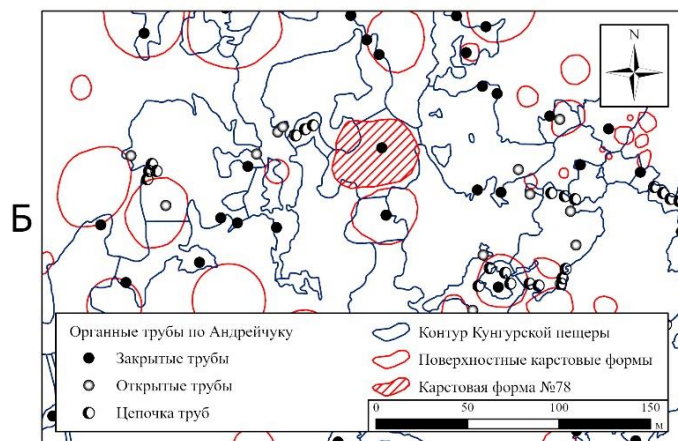 N
Б
Органные трубы по Андрейчуку
Закрытые трубы
Открытые трубы
Цепочка труб
Контур Кунгурской пещеры
Поверхностные карстовые формы
Карстовая форма №78
0 50 100 150
м